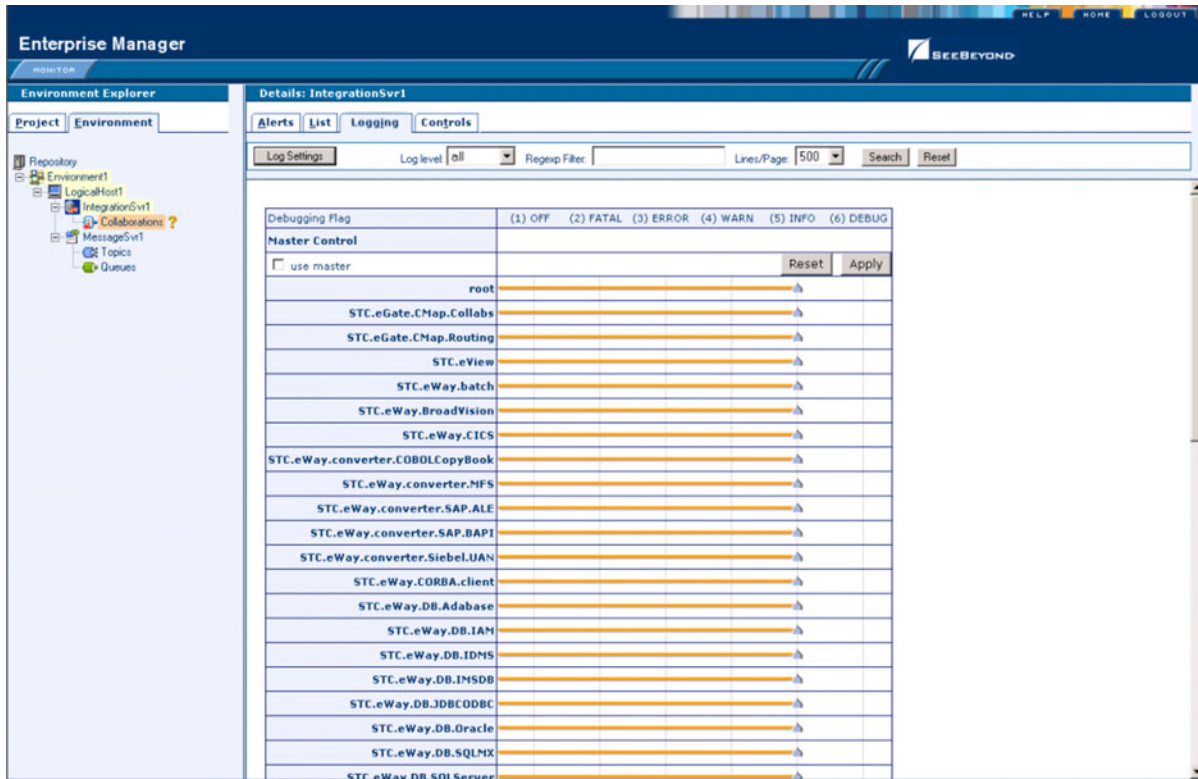 HELP HOME LOGOUT
Enterprise Manager
SEEBEYOND
MONITOR
Environment Explorer
Details: IntegrationSvr1
Project Environment
Alerts List Logging Controls
Log Settings Log level: all Regexp Filter: Lines/Page: 500 Search Reset
Repository
Environment1
LogicalHost1
IntegrationSvr1
Collaborations ?
MessageSvr1
Topics
Queues
Debugging Flag (1) OFF (2) FATAL (3) ERROR (4) WARN (5) INFO (6) DEBUG
Master Control
use master Reset Apply
root
STC.eGate.CMap.Collabs
STC.eGate.CMap.Routing
STC.eView
STC.eWay.batch
STC.eWay.BroadVision
STC.eWay.CICS
STC.eWay.converter.COBOLCopyBook
STC.eWay.converter.MFS
STC.eWay.converter.SAP.ALE
STC.eWay.converter.SAP.BAPI
STC.eWay.converter.Siebel.UAN
STC.eWay.CORBA.client
STC.eWay.DB.Adabase
STC.eWay.DB.IAM
STC.eWay.DB.IDMS
STC.eWay.DB.IMSDB
STC.eWay.DB.JDBCODBC
STC.eWay.DB.Oracle
STC.eWay.DB.SQLMX
STC.eWay.DB.SQLServer